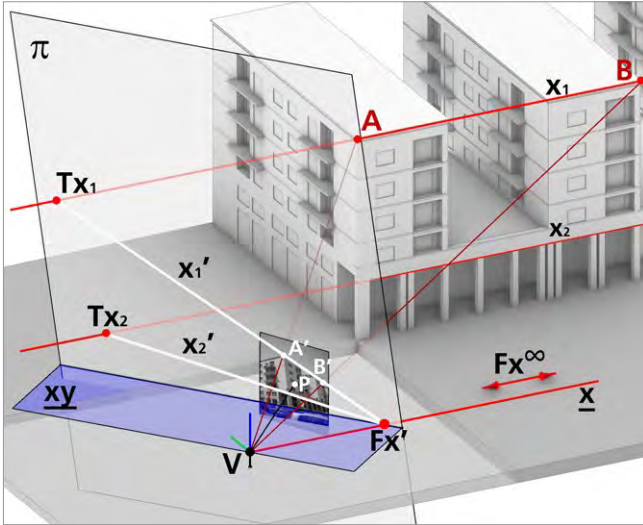 π
B
x₁
A
Tx₁
x₂
x₁’
Tx₂
x₂’
A’
B’
P
Fx∞
xy
x
Fx’
V